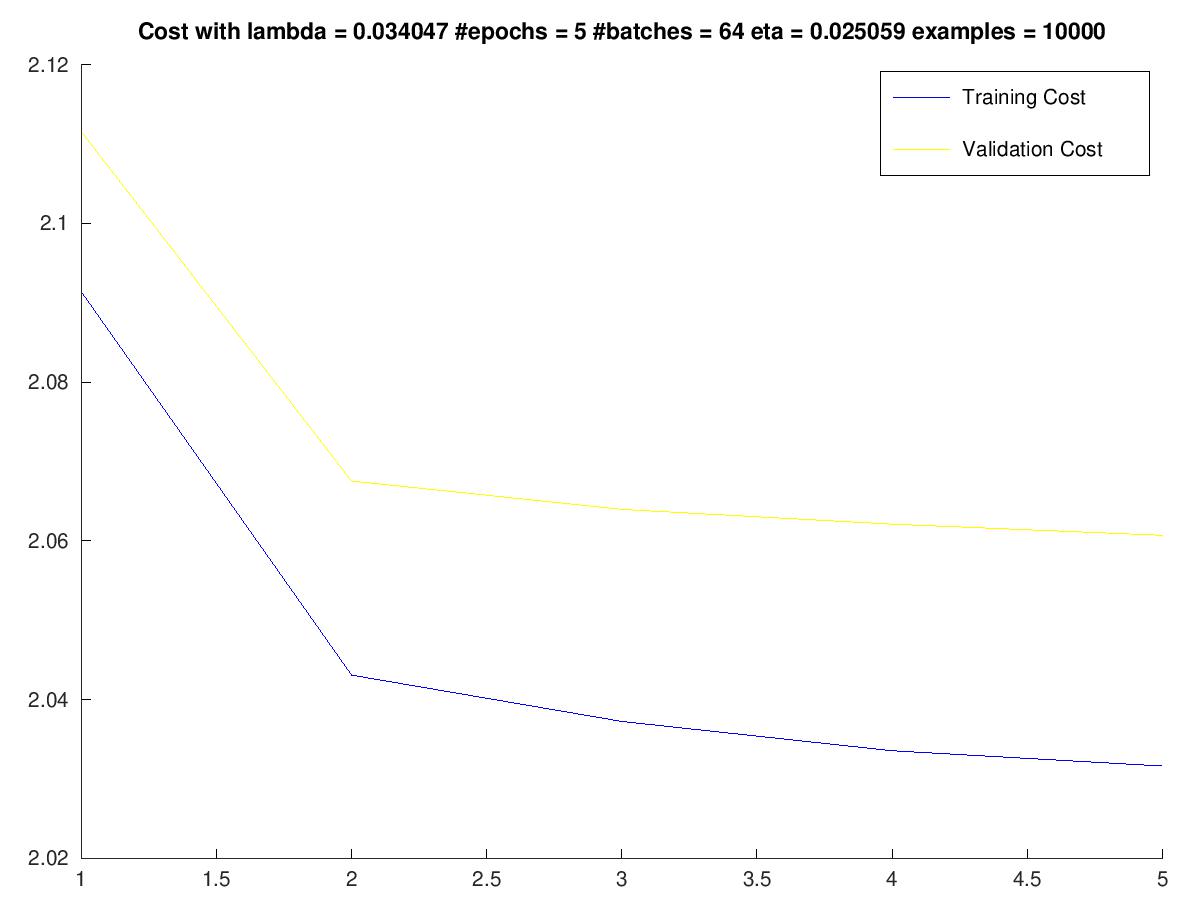 Cost with lambda = 0.034047 #epochs = 5 #batches = 64 eta = 0.025059 examples = 10000
2.12
Training Cost
Validation Cost
2.1
2.08
2.06
2.04
2.02
1 1.5 2 2.5 3 3.5 4 4.5 5